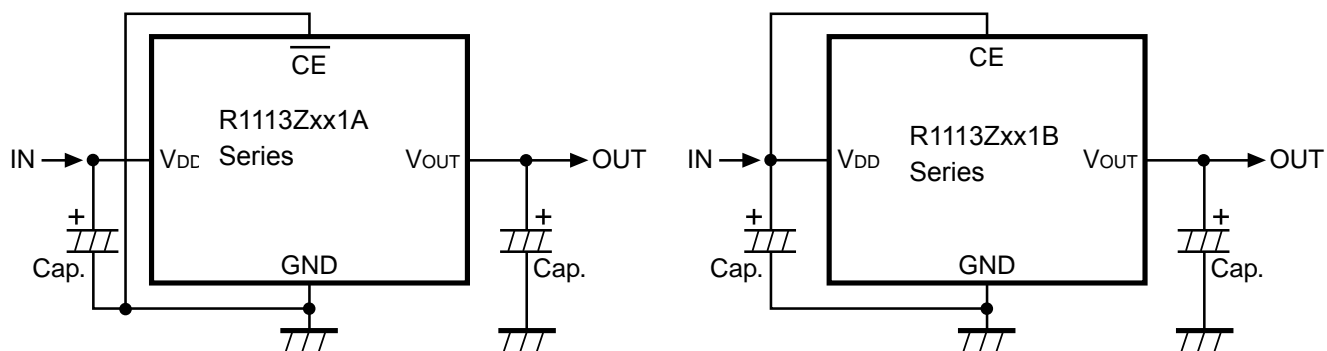 CE
R1113Zxx1A
Series
IN
VDD
VOUT
OUT
+
Cap.
+
Cap.
GND
CE
R1113Zxx1B
Series
IN
VDD
VOUT
OUT
+
Cap.
+
Cap.
GND